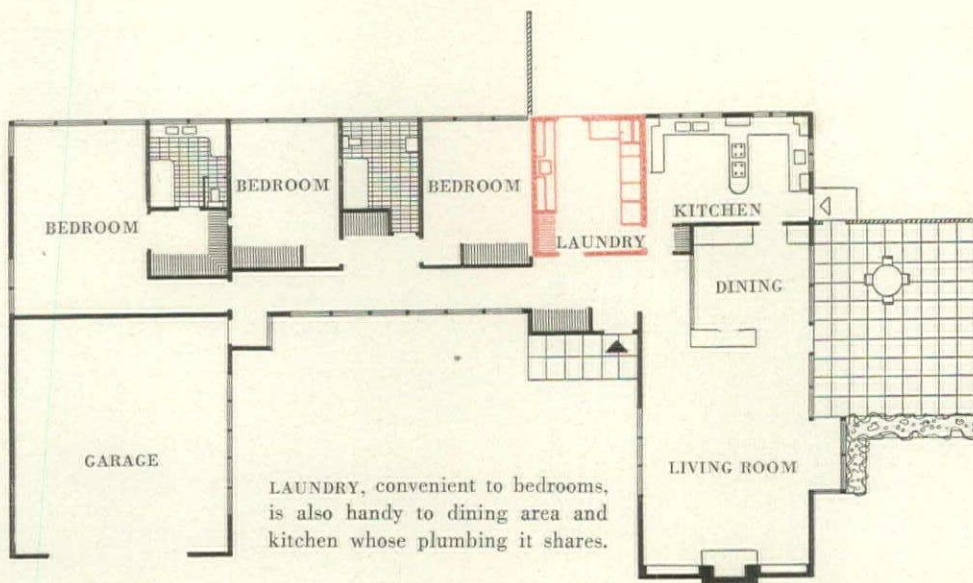 BEDROOM
BEDROOM
BEDROOM
LAUNDRY
KITCHEN
DINING
GARAGE
LIVING ROOM
LAUNDRY, convenient to bedrooms,
is also handy to dining area and
kitchen whose plumbing it shares.